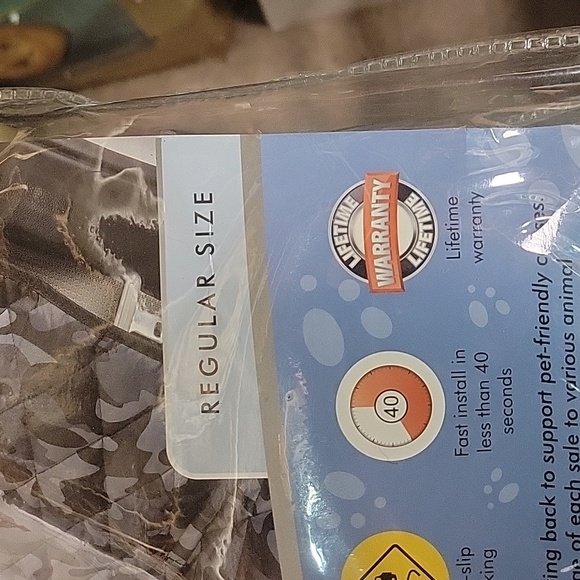 REGULAR SIZE
LIFETIME
WARRANTY
LIFETIME
Lifetime
warranty
40
Fast install in
less than 40
seconds
-slip
king
ing back to support pet-friendly
of each sale to various animal